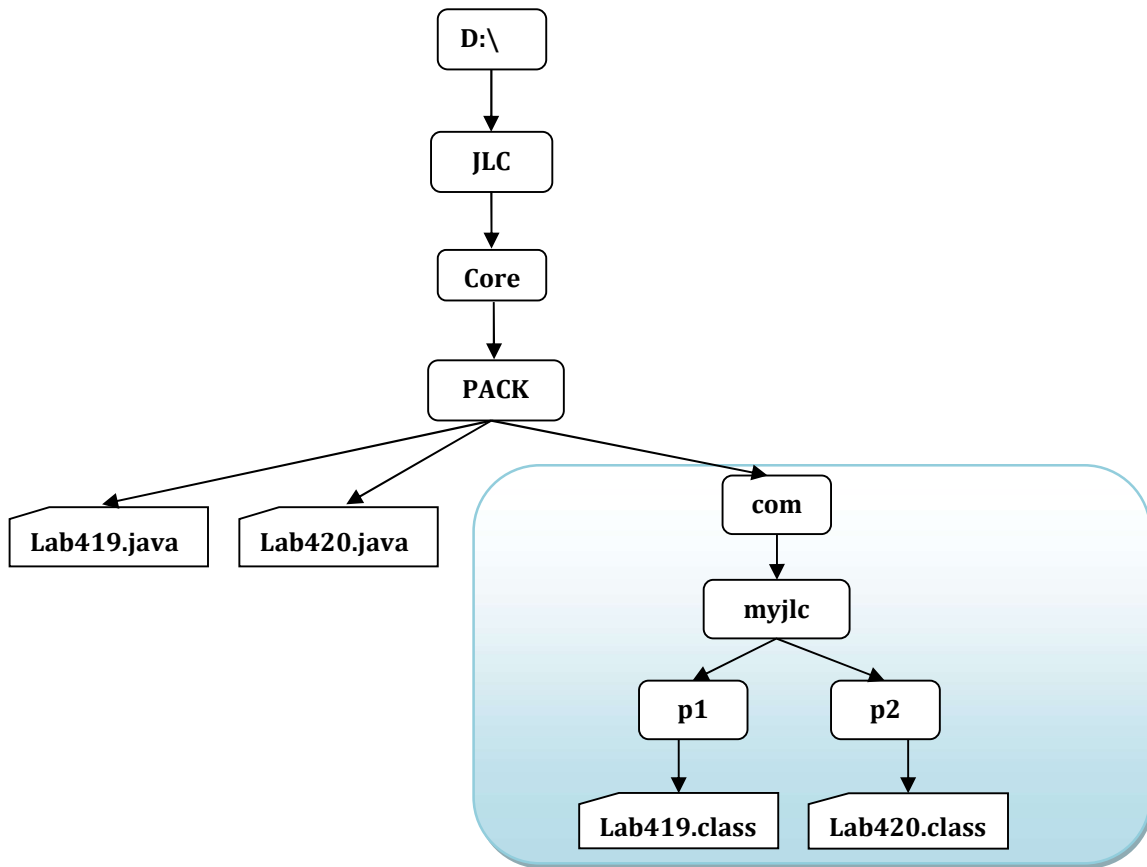 D:\
JLC
Core
PACK
com
Lab419.java
Lab420.java
myjlc
p1
p2
Lab419.class
Lab420.class